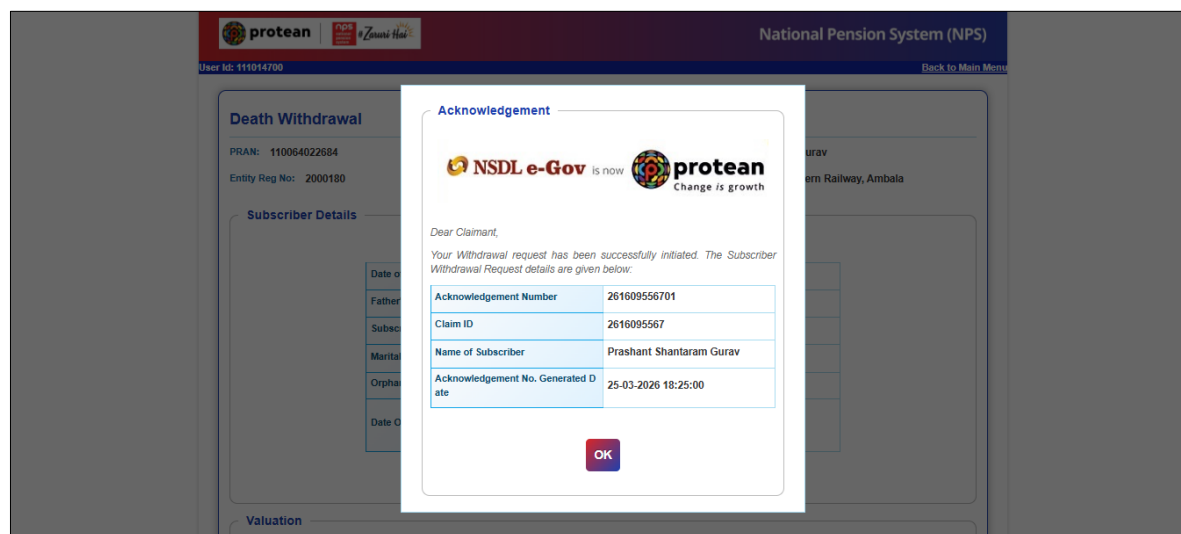 protean nps #Zaruri Hai
National Pension System (NPS)
User Id: 111014700
Back to Main Menu
Death Withdrawal
PRAN: 110064022684
urav
Entity Reg No: 2000180
ern Railway, Ambala
Subscriber Details
Date o
Father
Subsc
Marital
Orpha
Date O
Valuation
Acknowledgement
NSDL e-Gov is now protean
Change is growth
Dear Claimant,
Your Withdrawal request has been successfully initiated. The Subscriber
Withdrawal Request details are given below:
Acknowledgement Number 261609556701
Claim ID 2616095567
Name of Subscriber Prashant Shantaram Gurav
Acknowledgement No. Generated D
ate 25-03-2026 18:25:00
OK